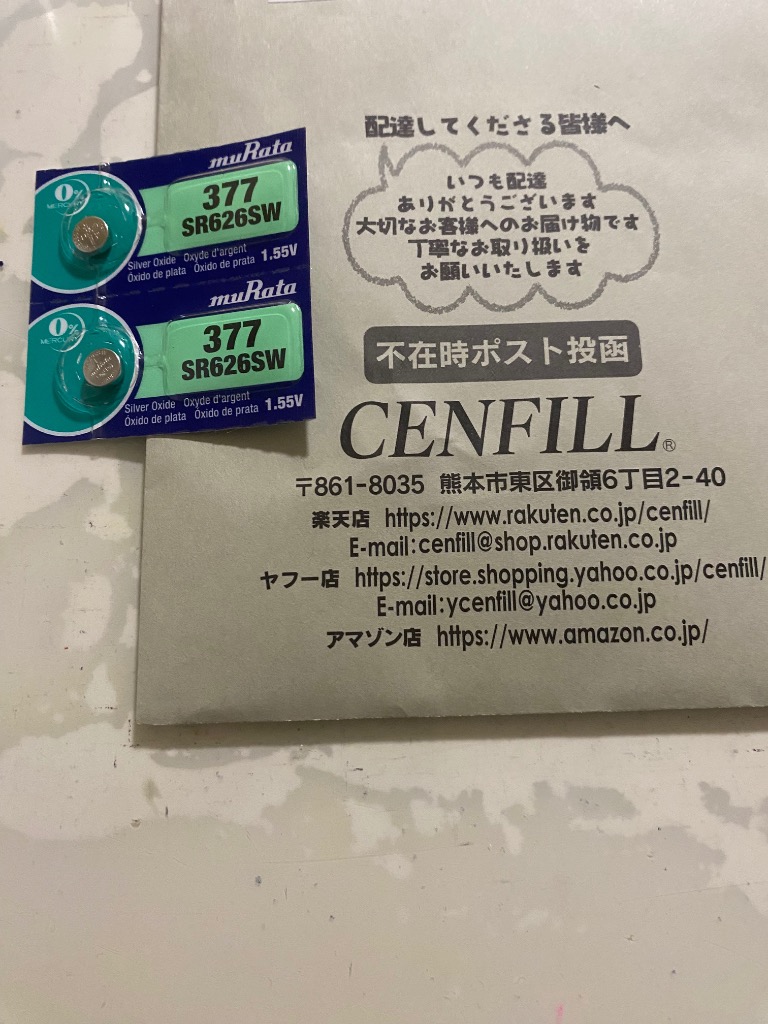 muRata
0%
MERCURY
377
SR626SW
Silver Oxide Oxyde d'argent
Óxido de plata Óxido de prata 1.55V
muRata
0%
MERCURY
377
SR626SW
Silver Oxide Oxyde d'argent
Óxido de plata Óxido de prata 1.55V
配達してくださる皆様へ
いつも配達
ありがとうございます
大切なお客様へのお届け物です
丁寧なお取り扱いを
お願いいたします
不在時ポスト投函
CENFILL®
〒861-8035 熊本市東区御領6丁目2-40
楽天店 https://www.rakuten.co.jp/cenfill/
E-mail:cenfill@shop.rakuten.co.jp
ヤフー店 https://store.shopping.yahoo.co.jp/cenfill/
E-mail:ycenfill@yahoo.co.jp
アマゾン店 https://www.amazon.co.jp/